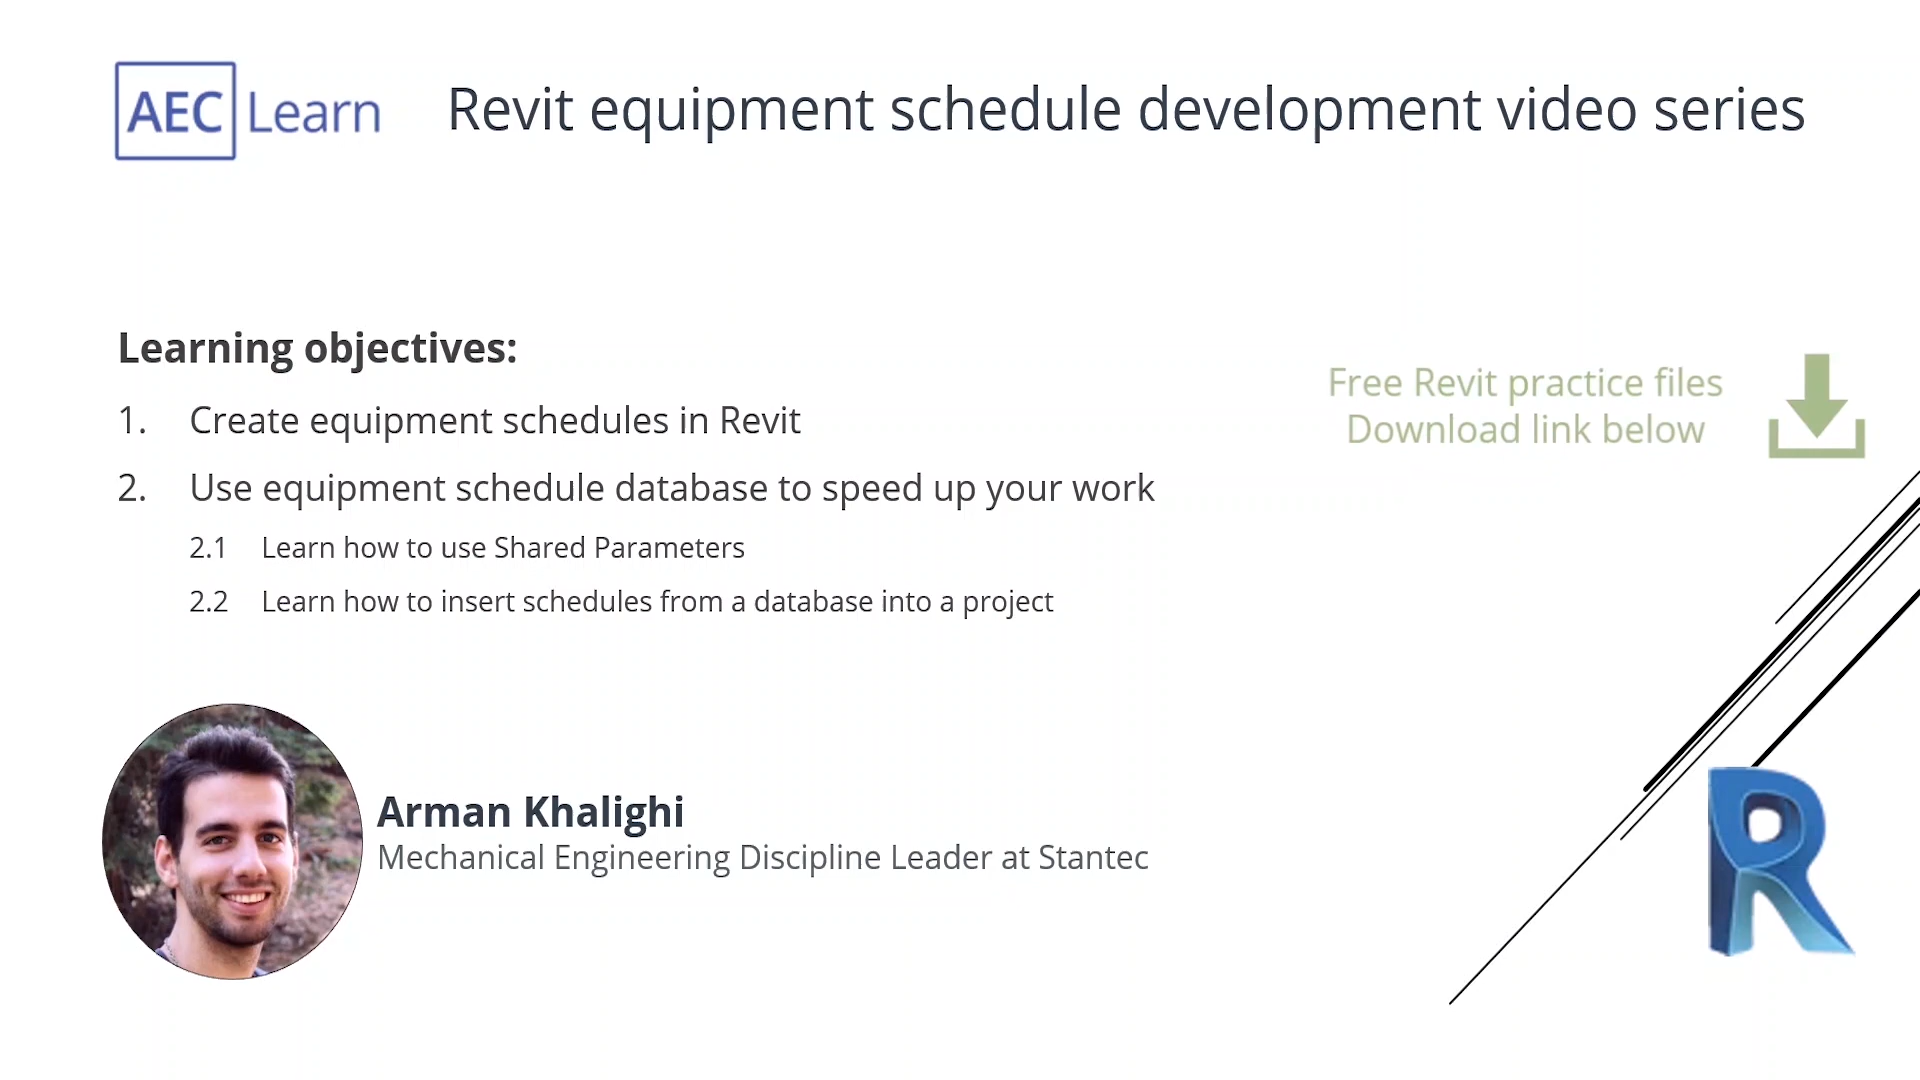 AEC Learn
Revit equipment schedule development video series
Learning objectives:
1. Create equipment schedules in Revit
2. Use equipment schedule database to speed up your work
2.1 Learn how to use Shared Parameters
2.2 Learn how to insert schedules from a database into a project
Free Revit practice files
Download link below
Arman Khalighi
Mechanical Engineering Discipline Leader at Stantec
R